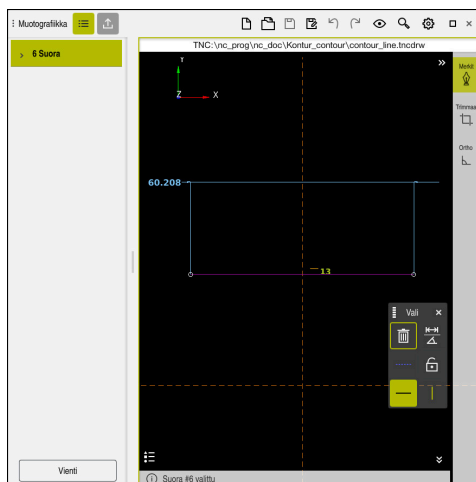 Muotografiikka
TNC:\nc_prog\nc_doc\Kontur_contour\contour_line.tncdrw
6 Suora
Y
Z
X
Merkit
Trimmaa
Ortho
60.208
13
Vali
Vienti
Suora #6 valittu